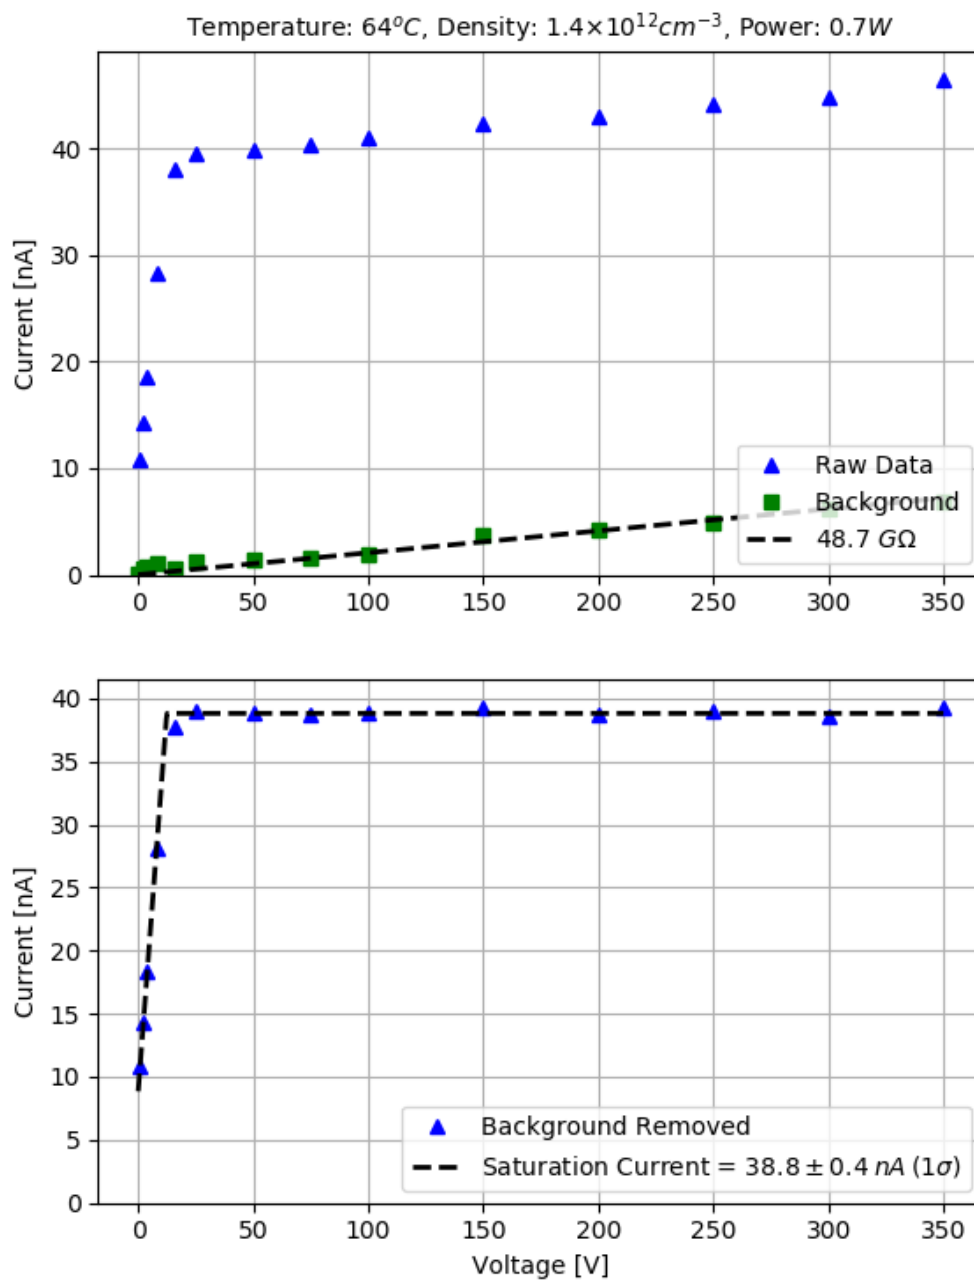 Temperature: 64°C, Density: 1.4×10¹²cm⁻³, Power: 0.7W
Current [nA]
40
30
20
10
0
Raw Data
Background
48.7 GΩ
0 50 100 150 200 250 300 350
Current [nA]
40
35
30
25
20
15
10
5
0
Background Removed
Saturation Current = 38.8 ± 0.4 nA (1σ)
0 50 100 150 200 250 300 350
Voltage [V]